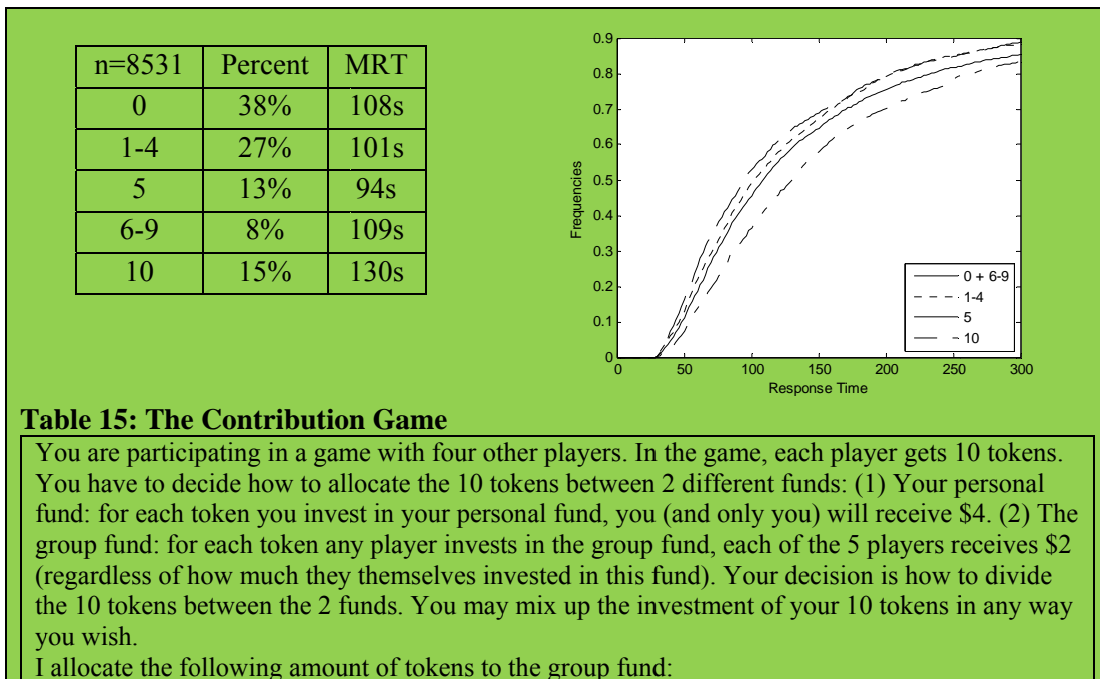 n=8531 Percent MRT
0 38% 108s
1-4 27% 101s
5 13% 94s
6-9 8% 109s
10 15% 130s
0.9
0.8
0.7
0.6
0.5
0.4
0.3
0.2
0.1
0
Frequencies
0 + 6-9
1-4
5
10
0 50 100 150 200 250 300
Response Time
Table 15: The Contribution Game
You are participating in a game with four other players. In the game, each player gets 10 tokens.
You have to decide how to allocate the 10 tokens between 2 different funds: (1) Your personal
fund: for each token you invest in your personal fund, you (and only you) will receive $4. (2) The
group fund: for each token any player invests in the group fund, each of the 5 players receives $2
(regardless of how much they themselves invested in this fund). Your decision is how to divide
the 10 tokens between the 2 funds. You may mix up the investment of your 10 tokens in any way
you wish.
I allocate the following amount of tokens to the group fund: